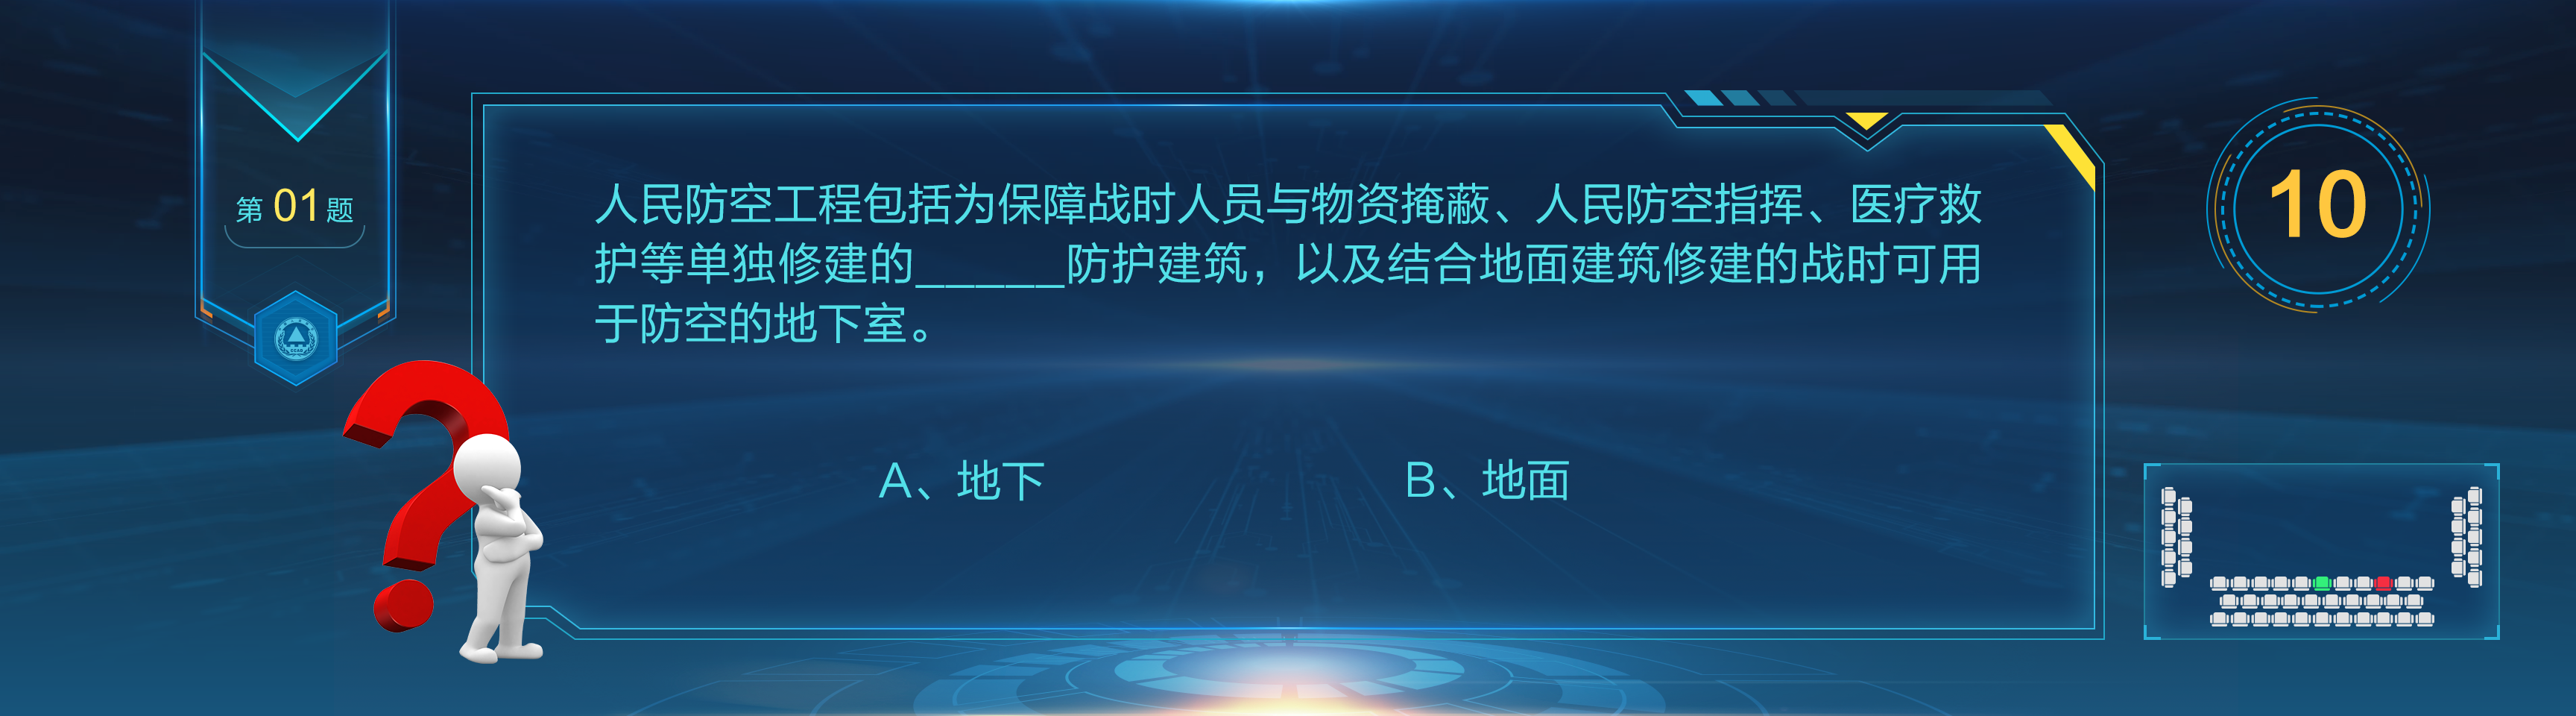 第01题
10
人民防空工程包括为保障战时人员与物资掩蔽、人民防空指挥、医疗救
护等单独修建的_____防护建筑，以及结合地面建筑修建的战时可用
于防空的地下室。
A、地下
B、地面